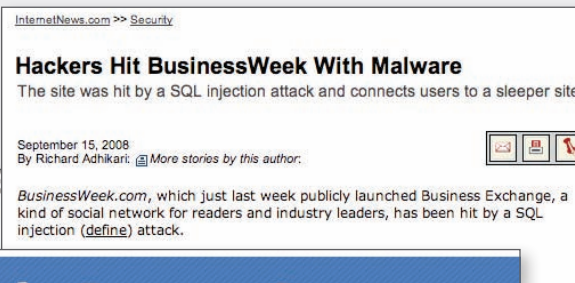 InternetNews.com >> Security
Hackers Hit BusinessWeek With Malware
The site was hit by a SQL injection attack and connects users to a sleeper site
September 15, 2008
By Richard Adhikari: More stories by this author:
BusinessWeek.com, which just last week publicly launched Business Exchange, a
kind of social network for readers and industry leaders, has been hit by a SQL
injection (define) attack.